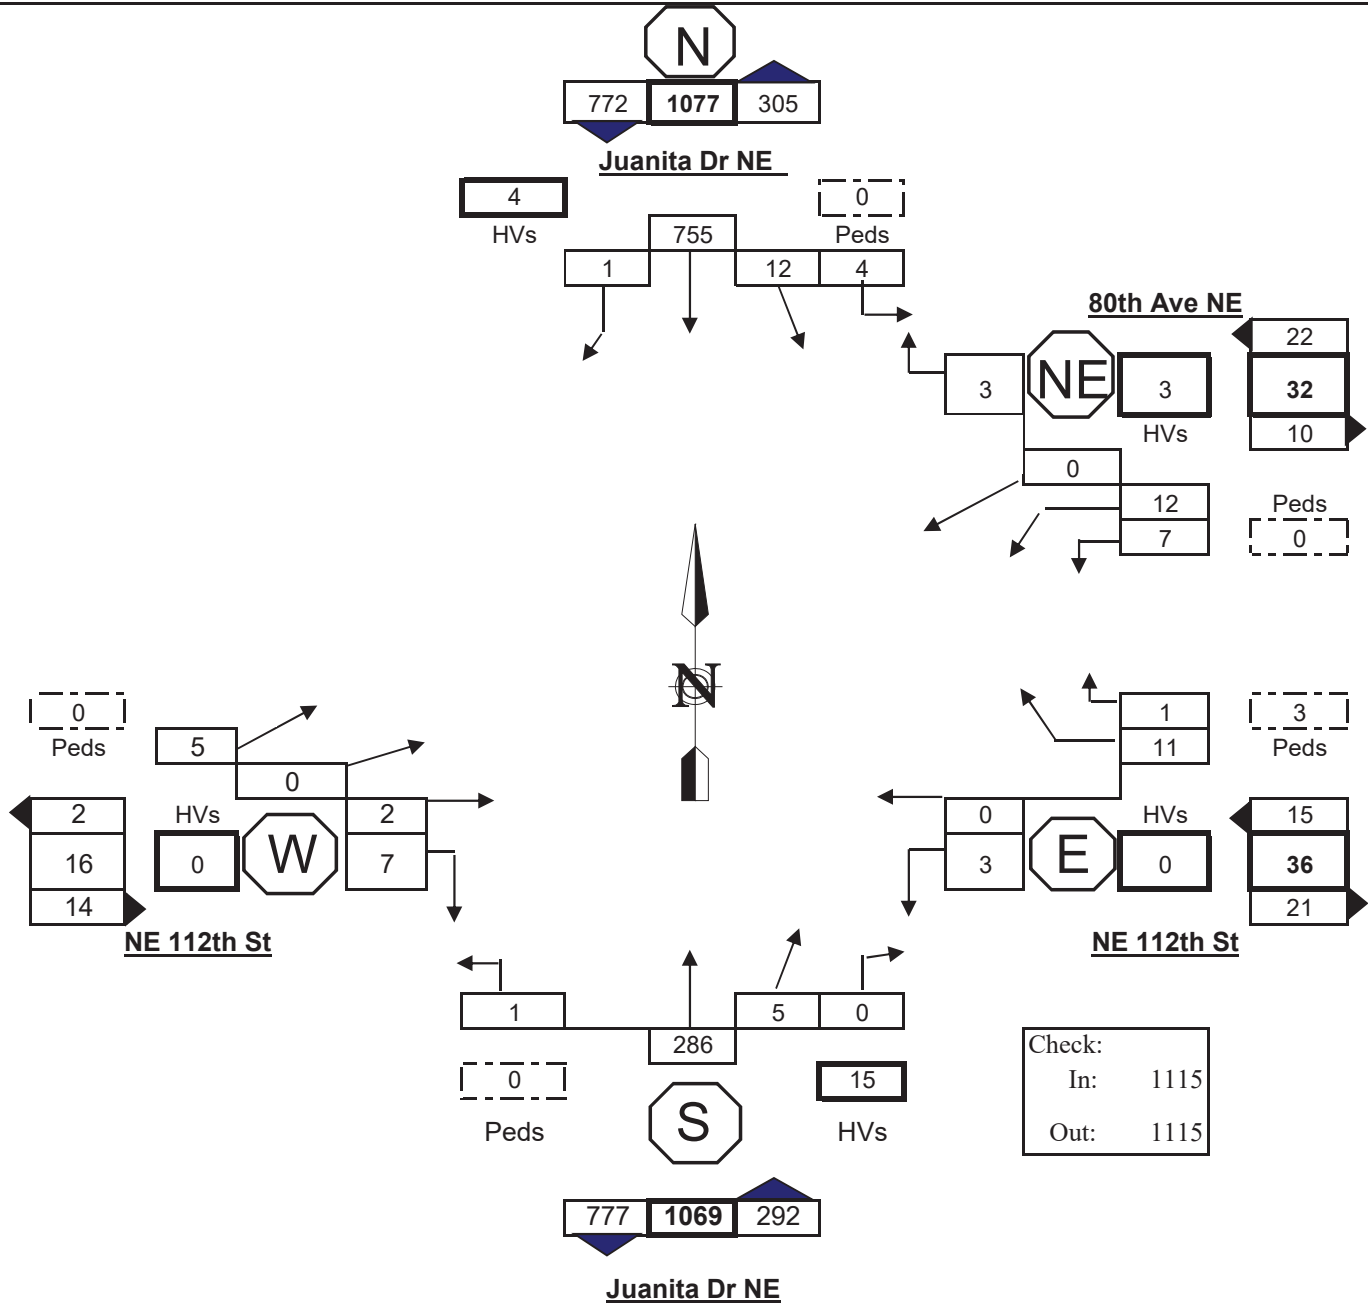 N
772 1077 305
Juanita Dr NE
4 0
HVs 755 Peds
1 12 4
80th Ave NE
22
3 NE 3 32
HVs 10
0
12 Peds
7 0
N
0 1 3
Peds 5 11 Peds
0
2 HVs 2 0 HVs 15
16 0 W 7 3 E 0 36
14 21
NE 112th St NE 112th St
1 5 0
286
0 15
Peds S HVs
Check:
In: 1115
Out: 1115
777 1069 292
Juanita Dr NE